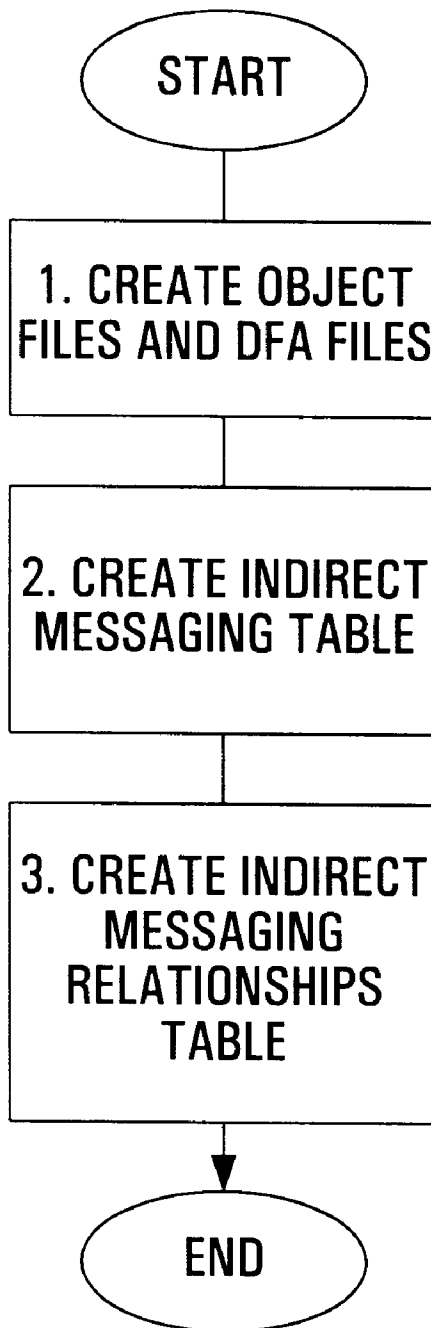 START
1. CREATE OBJECT
FILES AND DFA FILES
2. CREATE INDIRECT
MESSAGING TABLE
3. CREATE INDIRECT
MESSAGING
RELATIONSHIPS
TABLE
END